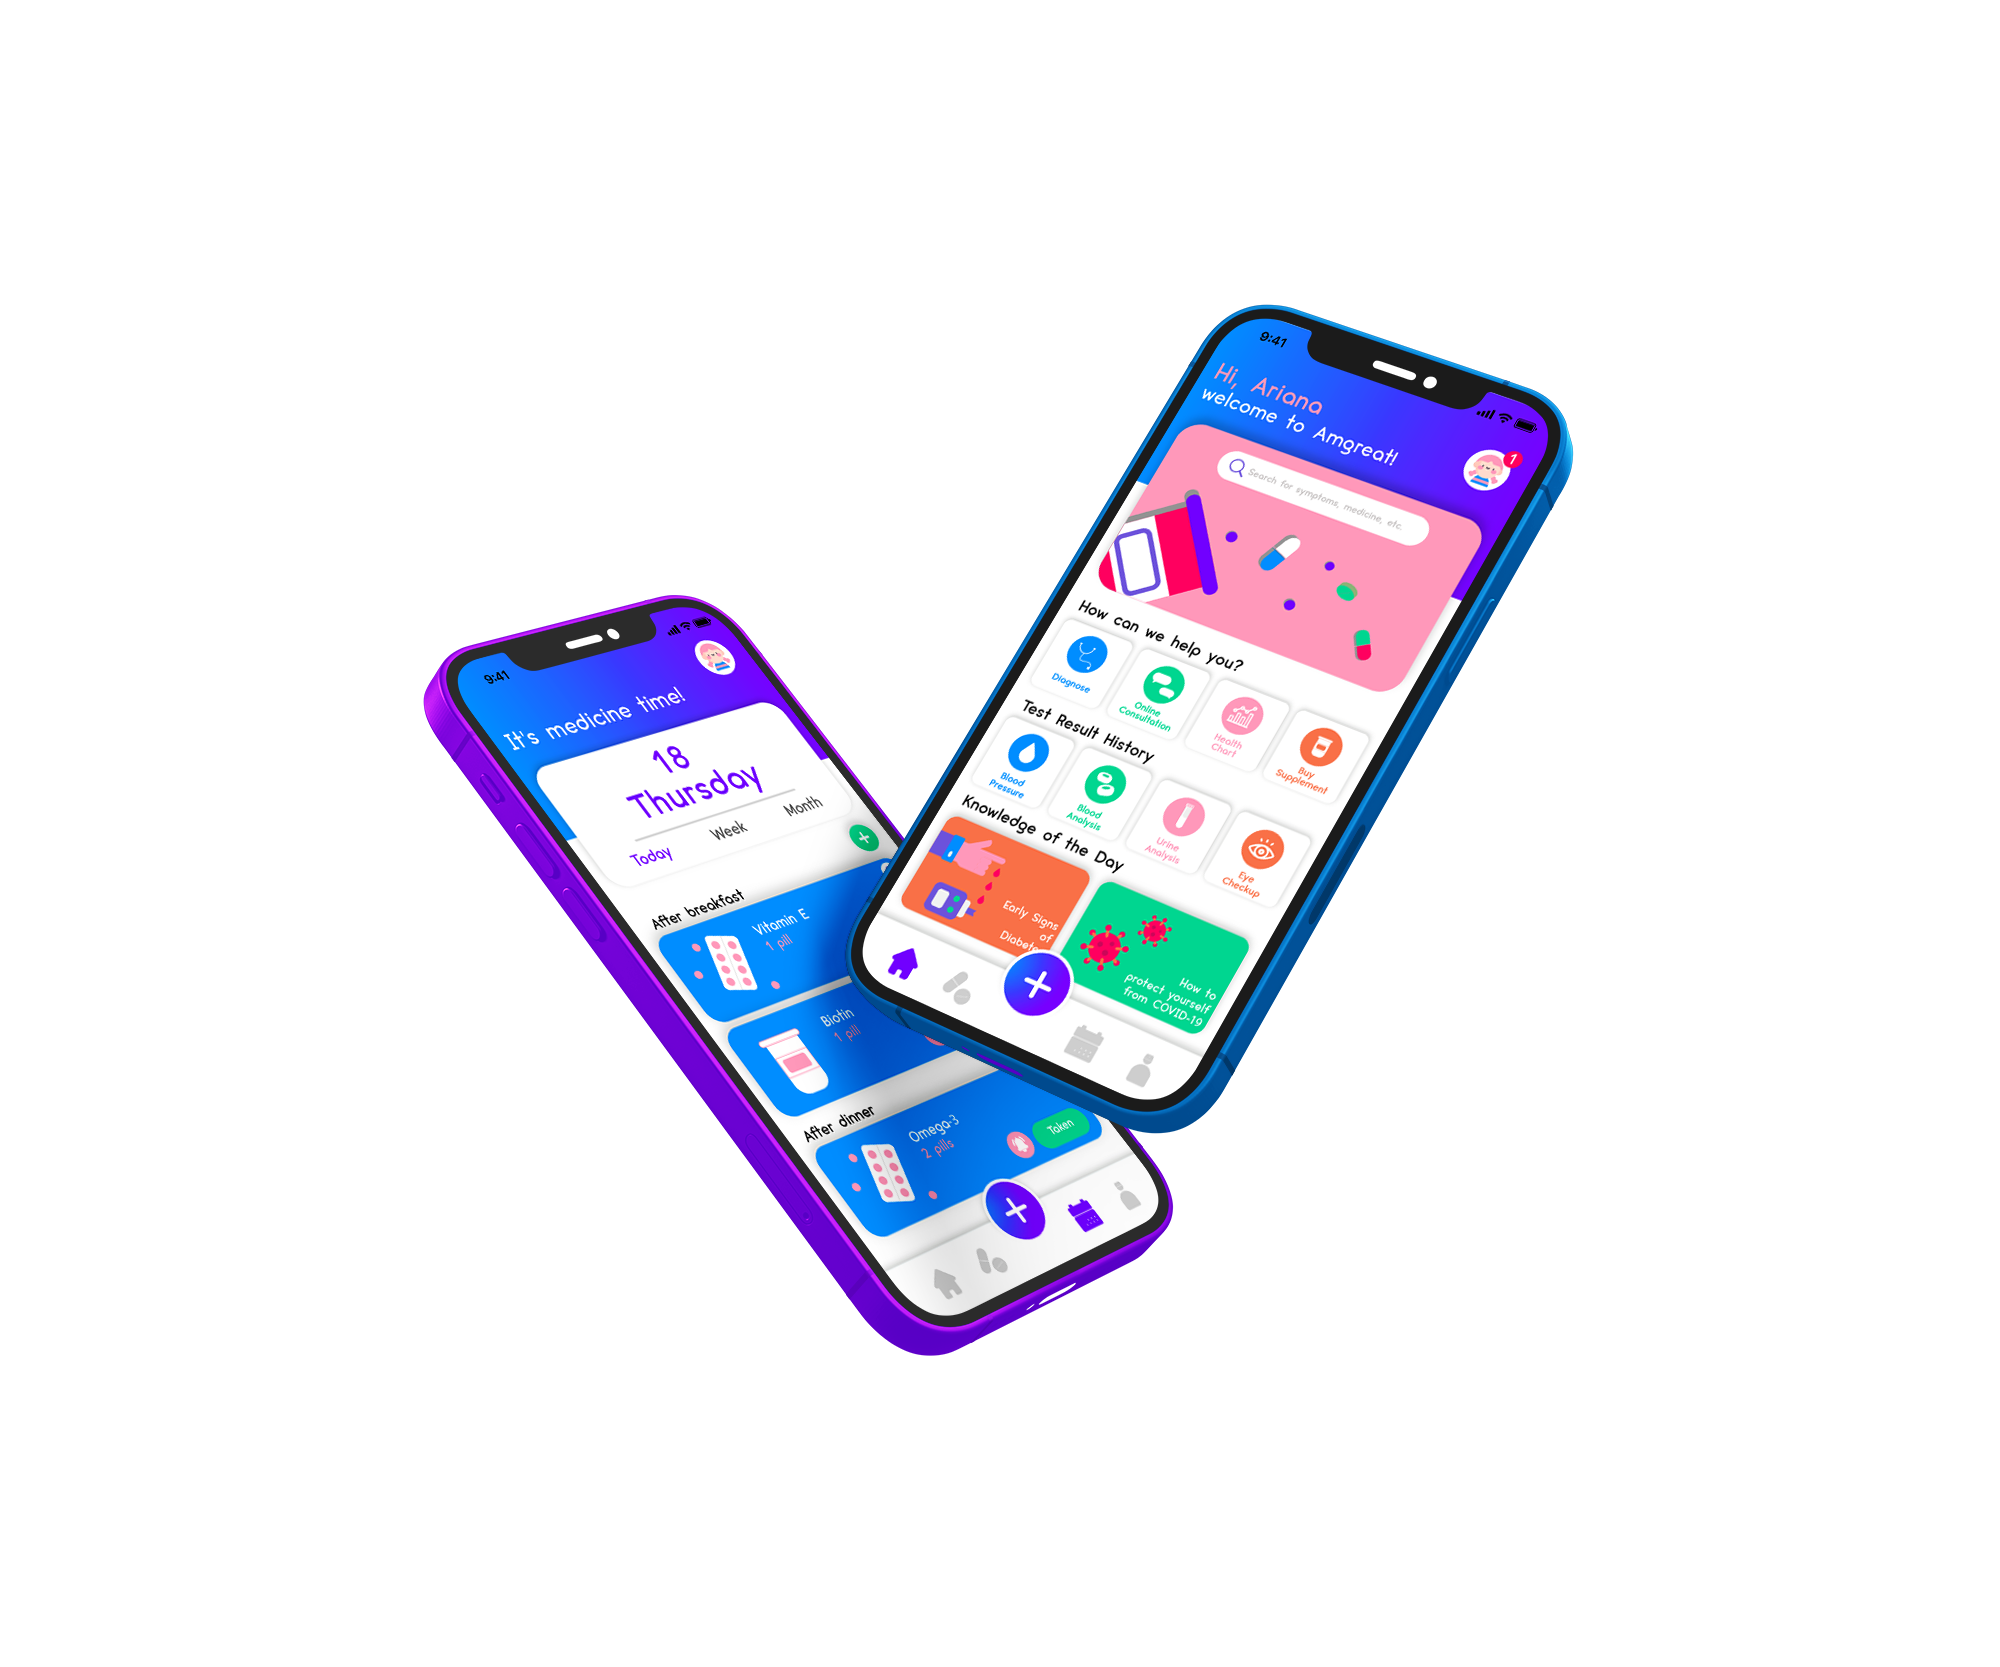 9:41
It's medicine time!
18
Thursday
Today
Week
Month
After breakfast
Vitamin E
1 pill
Biotin
1 pill
After dinner
Omega-3
2 pills
Taken
9:41
Hi, Ariana
welcome to Amgreat!
1
Search for symptoms, medicine, etc.
How can we help you?
Diagnose
Online
Consultation
Health
Chart
Buy
Supplement
Test Result History
Blood
Pressure
Blood
Analysis
Urine
Analysis
Eye
Checkup
Knowledge of the Day
Early Signs
of
How to
protect yourself
from COVID-19